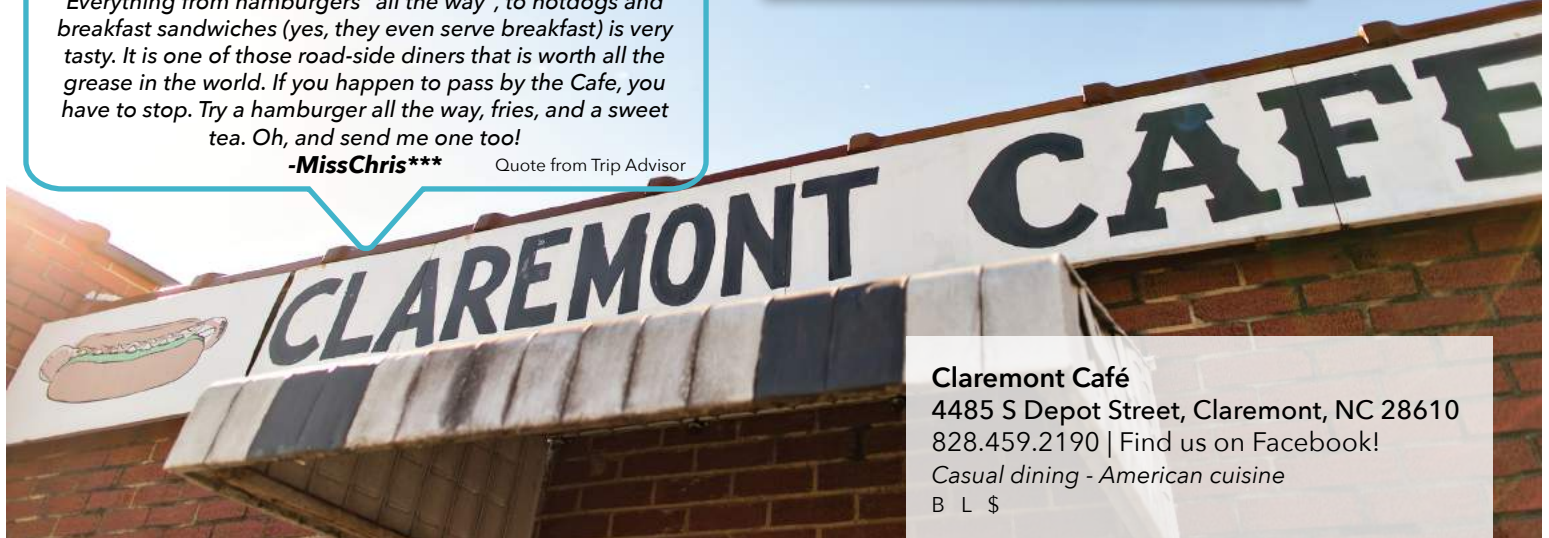 Everything from hamburgers "all the way", to hotdogs and
breakfast sandwiches (yes, they even serve breakfast) is very
tasty. It is one of those road-side diners that is worth all the
grease in the world. If you happen to pass by the Cafe, you
have to stop. Try a hamburger all the way, fries, and a sweet
tea. Oh, and send me one too!
-MissChris*** Quote from Trip Advisor
CLAREMONT CAFE
Claremont Café
4485 S Depot Street, Claremont, NC 28610
828.459.2190 | Find us on Facebook!
Casual dining - American cuisine
B L $